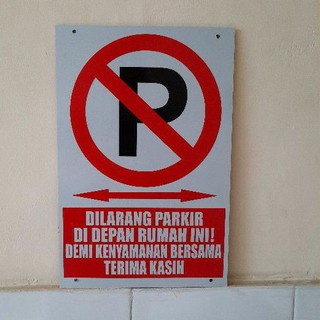 P
DILARANG PARKIR
DI DEPAN RUMAH INI!
DEMI KENYAMANAN BERSAMA
TERIMA KASIH